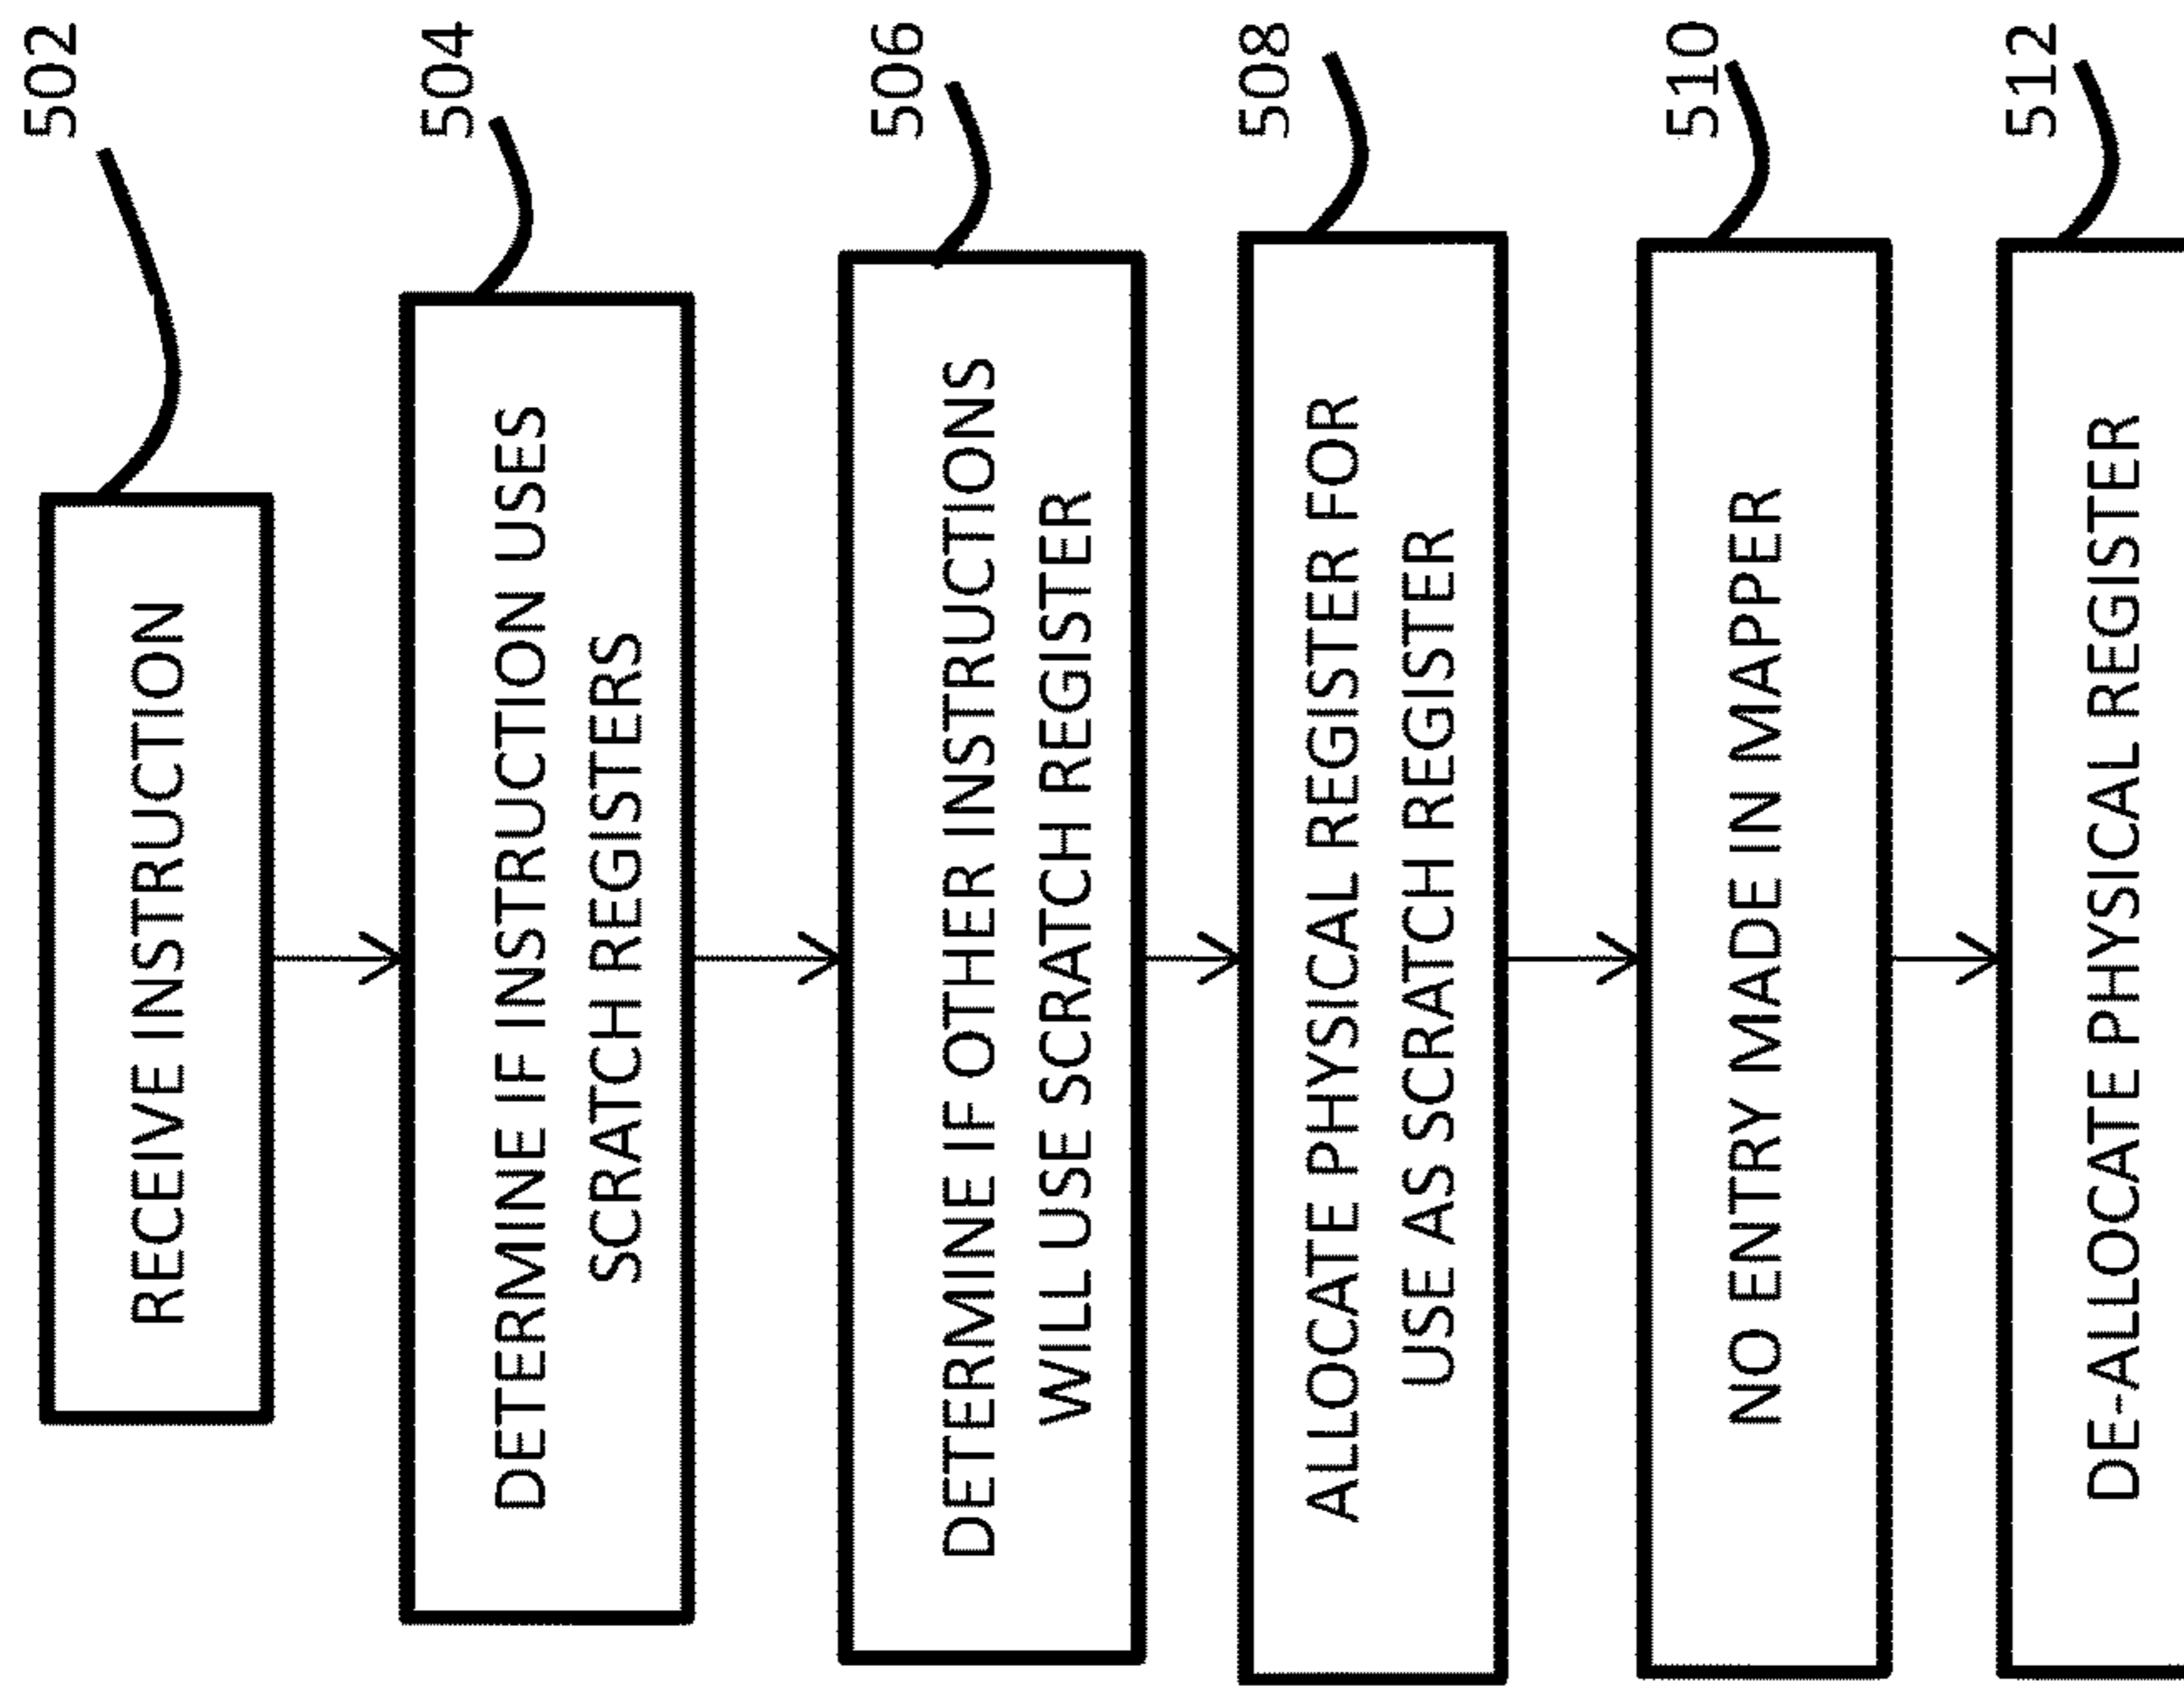 502
RECEIVE INSTRUCTION
504
DETERMINE IF INSTRUCTION USES
SCRATCH REGISTERS
506
DETERMINE IF OTHER INSTRUCTIONS
WILL USE SCRATCH REGISTER
508
ALLOCATE PHYSICAL REGISTER FOR
USE AS SCRATCH REGISTER
510
NO ENTRY MADE IN MAPPER
512
DE-ALLOCATE PHYSICAL REGISTER